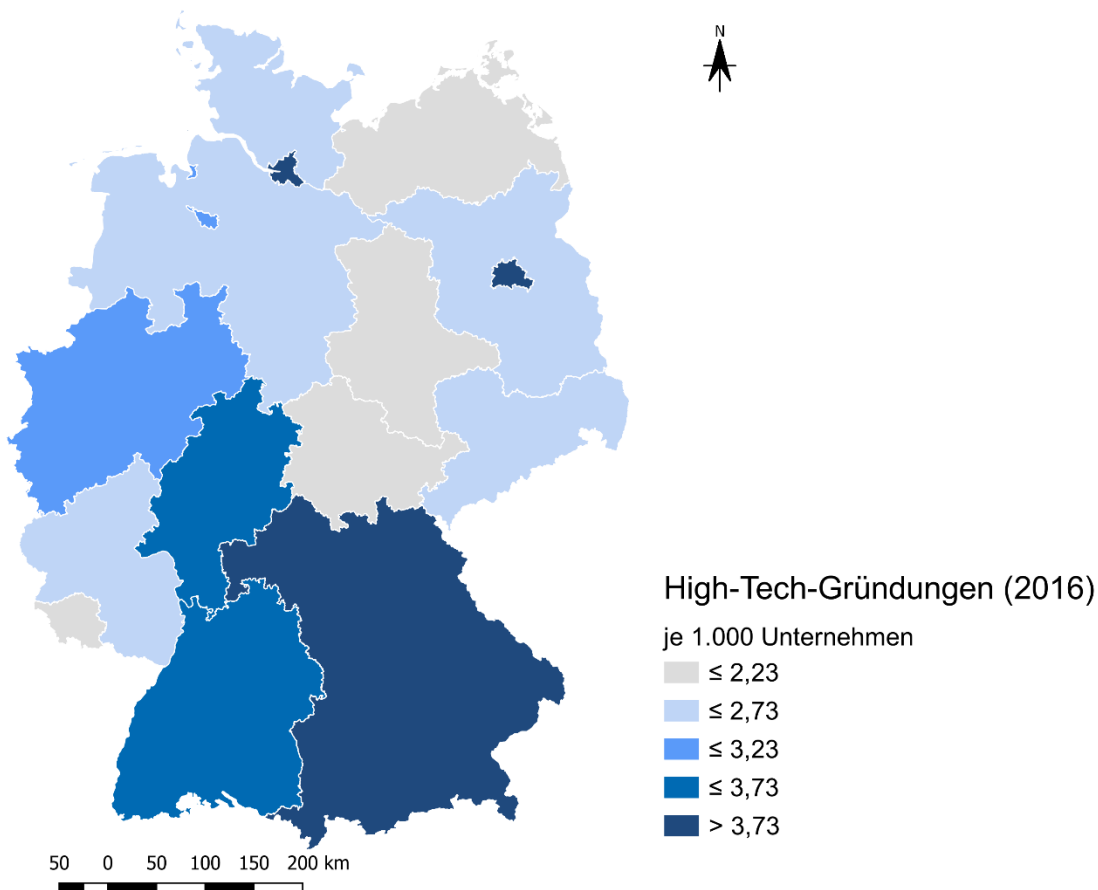 N
High-Tech-Gründungen (2016)
je 1.000 Unternehmen
≤ 2,23
≤ 2,73
≤ 3,23
≤ 3,73
> 3,73
50 0 50 100 150 200 km